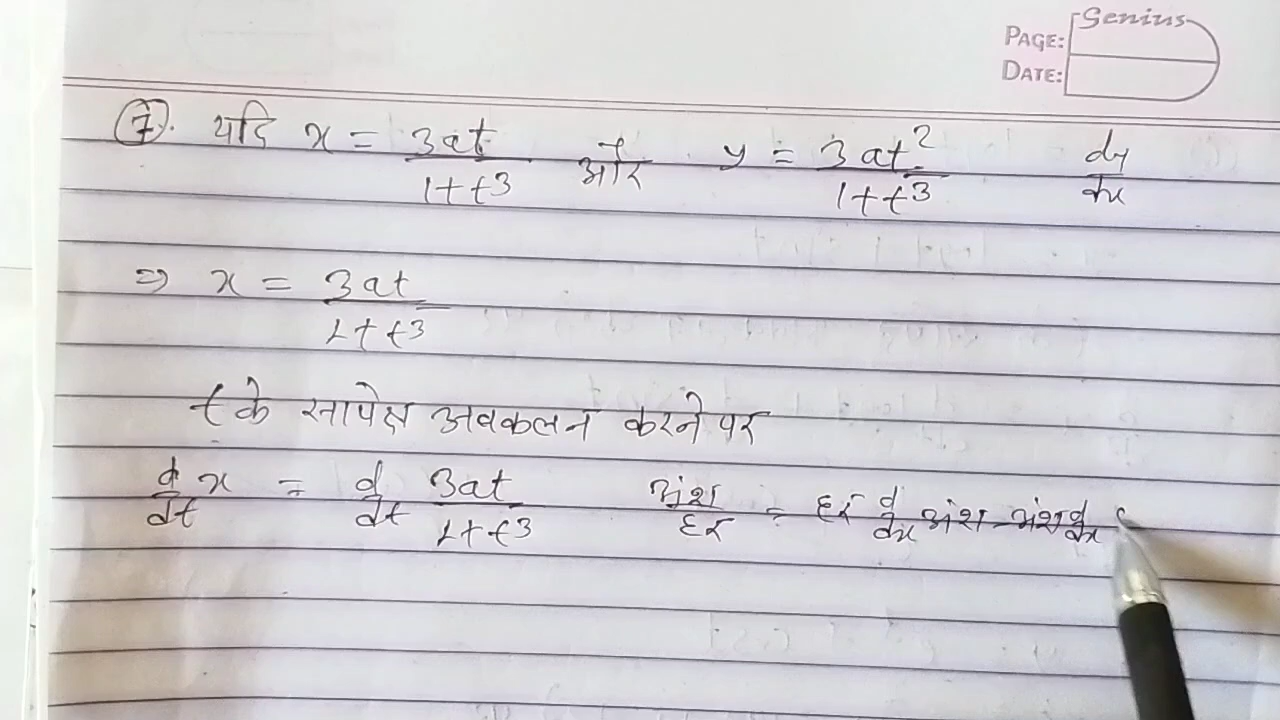 Genius
PAGE:
DATE:
(7). यदि x = 3at/(1+t³) और y = 3at²/(1+t³) dy/dx
⇒ x = 3at/(1+t³)
t के सापेक्ष अवकलन करने पर
d/dt x = d/dt 3at/(1+t³) अंश/हर = हर d/dx अंश - अंश d/dx